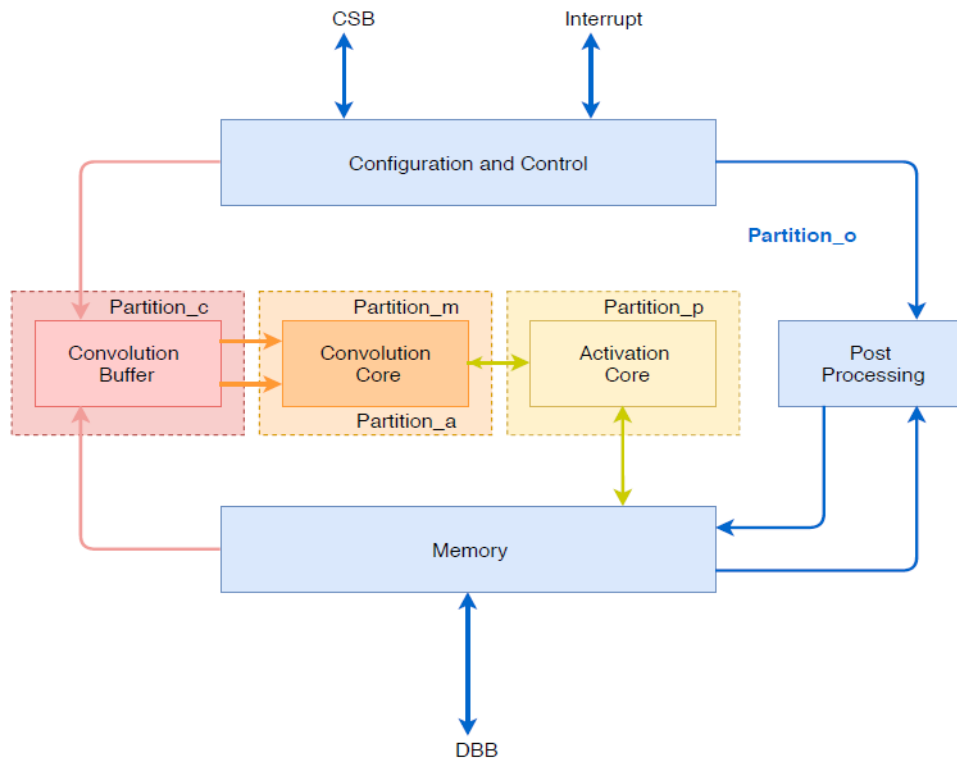 CSB
Interrupt
Configuration and Control
Partition_o
Partition_c
Partition_m
Partition_p
Convolution
Buffer
Convolution
Core
Activation
Core
Post
Processing
Partition_a
Memory
DBB